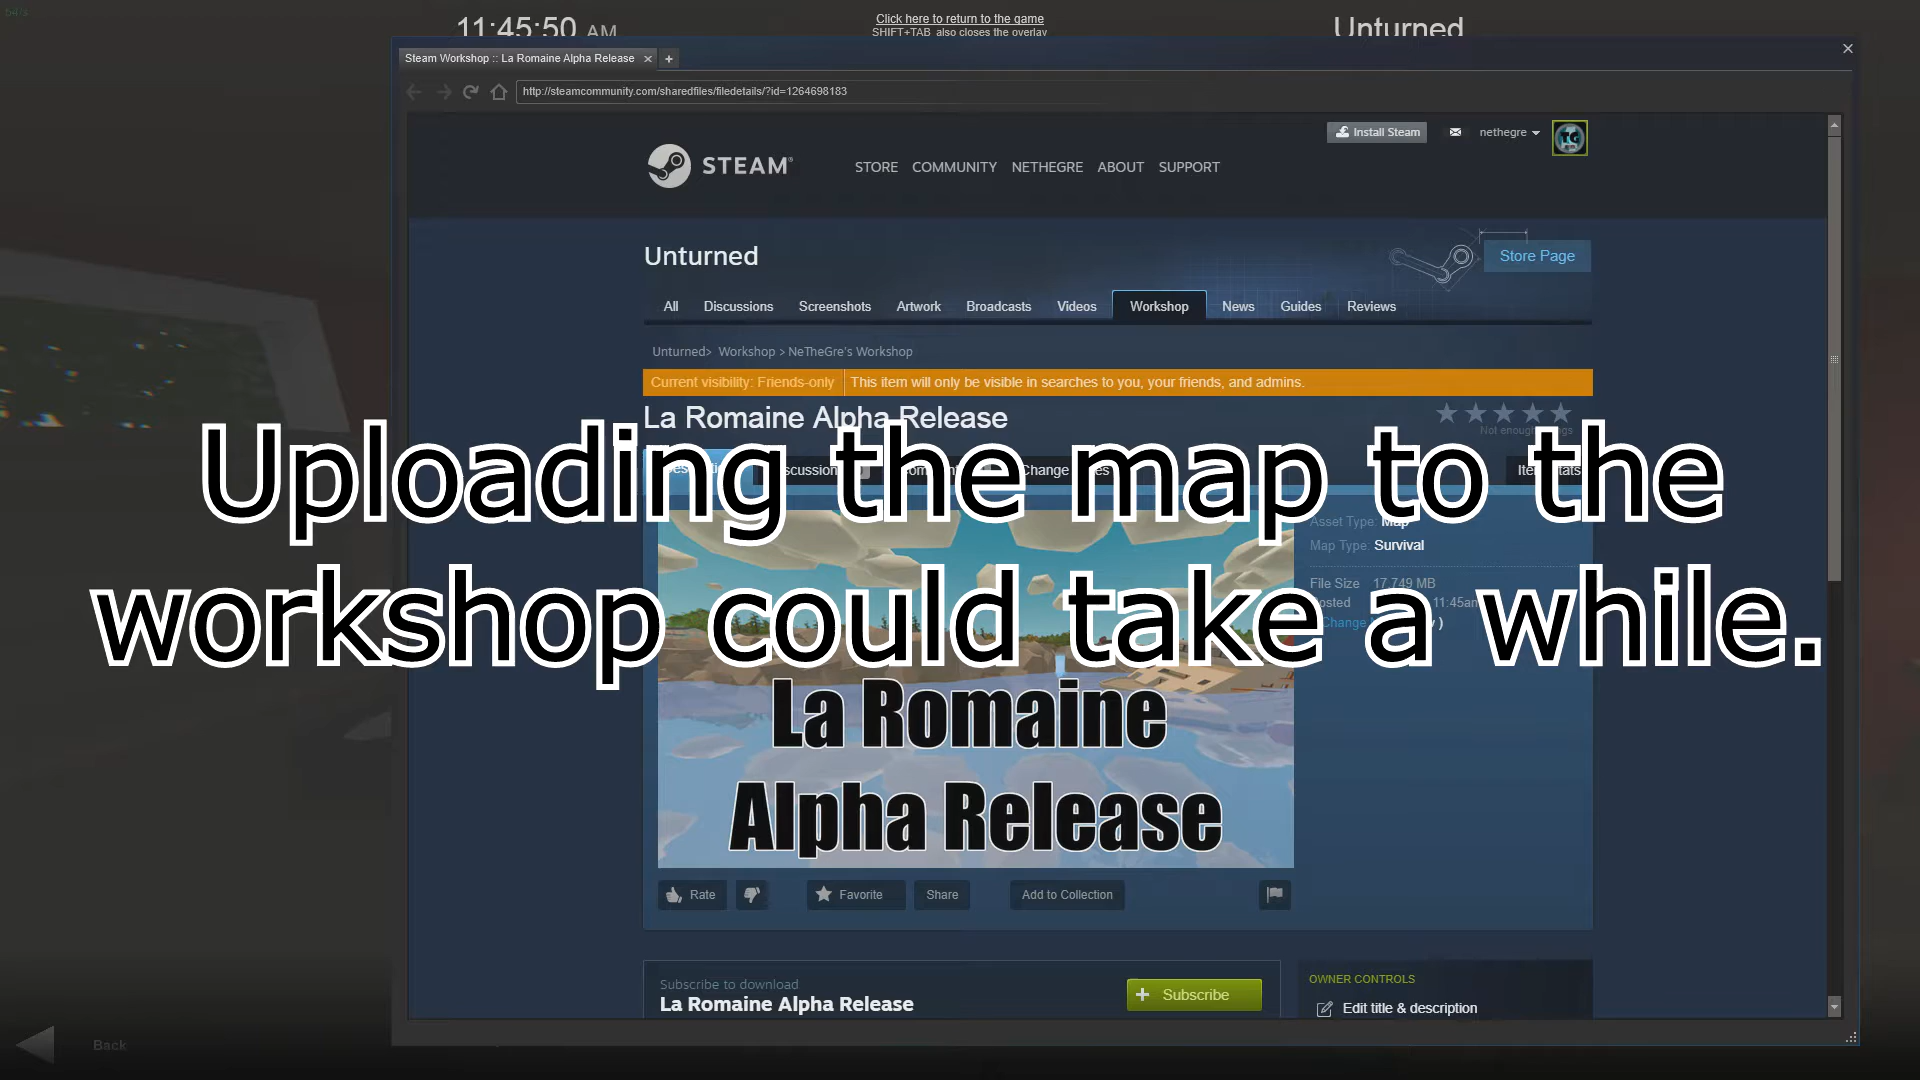 11:45:50 AM
Click here to return to the game
SHIFT+TAB also closes the overlay
Unturned
Steam Workshop :: La Romaine Alpha Release
http://steamcommunity.com/sharedfiles/filedetails/?id=1264698183
Install Steam
nethegre
STEAM
STORE COMMUNITY NETHEGRE ABOUT SUPPORT
Unturned
Store Page
All Discussions Screenshots Artwork Broadcasts Videos Workshop News Guides Reviews
Unturned> Workshop > NeTheGre's Workshop
Current visibility: Friends-only This item will only be visible in searches to you, your friends, and admins.
La Romaine Alpha Release
Uploading the map to the
workshop could take a while.
Change
Asset Type: Map
Map Type: Survival
File Size 17.749 MB
11:45am
La Romaine
Alpha Release
Rate Favorite Share Add to Collection
Subscribe to download
La Romaine Alpha Release
Subscribe
OWNER CONTROLS
Edit title & description
Back